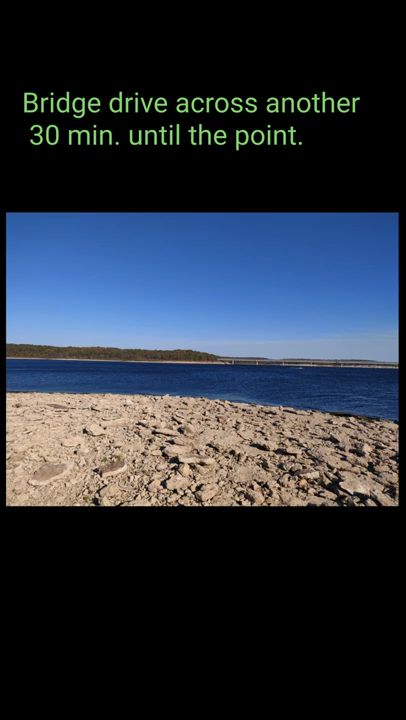 Bridge drive across another
30 min. until the point.